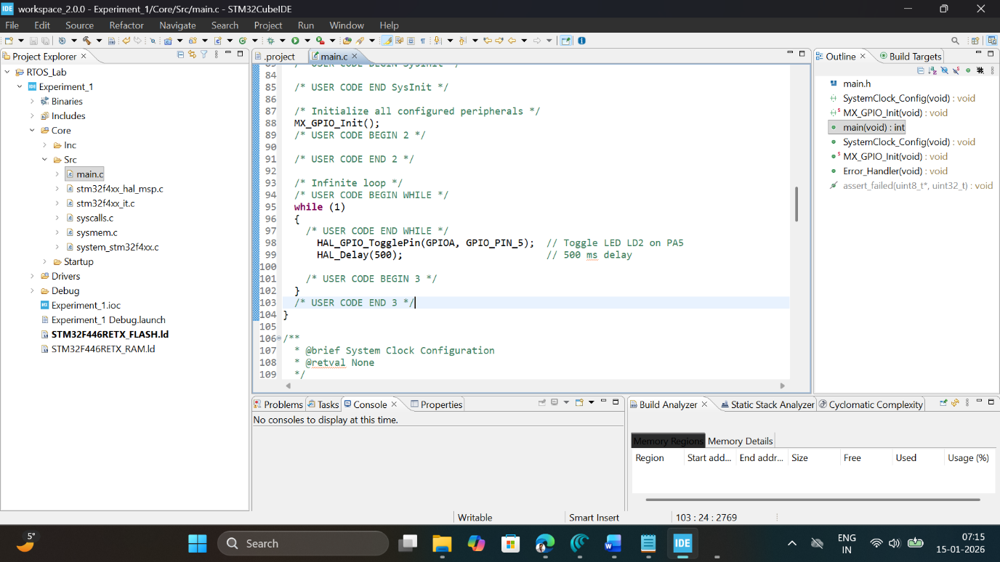 IDE workspace_2.0.0 - Experiment_1/Core/Src/main.c - STM32CubeIDE
File Edit Source Refactor Navigate Search Project Run Window Help
Project Explorer
RTOS_Lab
Experiment_1
Binaries
Includes
Core
Inc
Src
main.c
stm32f4xx_hal_msp.c
stm32f4xx_it.c
syscalls.c
sysmem.c
system_stm32f4xx.c
Startup
Drivers
Debug
Experiment_1.ioc
Experiment_1 Debug.launch
STM32F446RETX_FLASH.ld
STM32F446RETX_RAM.ld
.project main.c
83 /* USER CODE BEGIN SysInit */
84
85 /* USER CODE END SysInit */
86
87 /* Initialize all configured peripherals */
88 MX_GPIO_Init();
89 /* USER CODE BEGIN 2 */
90
91 /* USER CODE END 2 */
92
93 /* Infinite loop */
94 /* USER CODE BEGIN WHILE */
95 while (1)
96 {
97 /* USER CODE END WHILE */
98 HAL_GPIO_TogglePin(GPIOA, GPIO_PIN_5); // Toggle LED LD2 on PA5
99 HAL_Delay(500); // 500 ms delay
100
101 /* USER CODE BEGIN 3 */
102 }
103 /* USER CODE END 3 */
104 }
105
106 /**
107 * @brief System Clock Configuration
108 * @retval None
109 */
Outline Build Targets
main.h
SystemClock_Config(void) : void
MX_GPIO_Init(void) : void
main(void) : int
SystemClock_Config(void) : void
MX_GPIO_Init(void) : void
Error_Handler(void) : void
assert_failed(uint8_t*, uint32_t) : void
Problems Tasks Console Properties
No consoles to display at this time.
Build Analyzer Static Stack Analyzer Cyclomatic Complexity
Memory Regions Memory Details
Region Start add... End addr... Size Free Used Usage (%)
Writable Smart Insert 103 : 24 : 2769
5°
Search
IDE
ENG
IN
07:15
15-01-2026